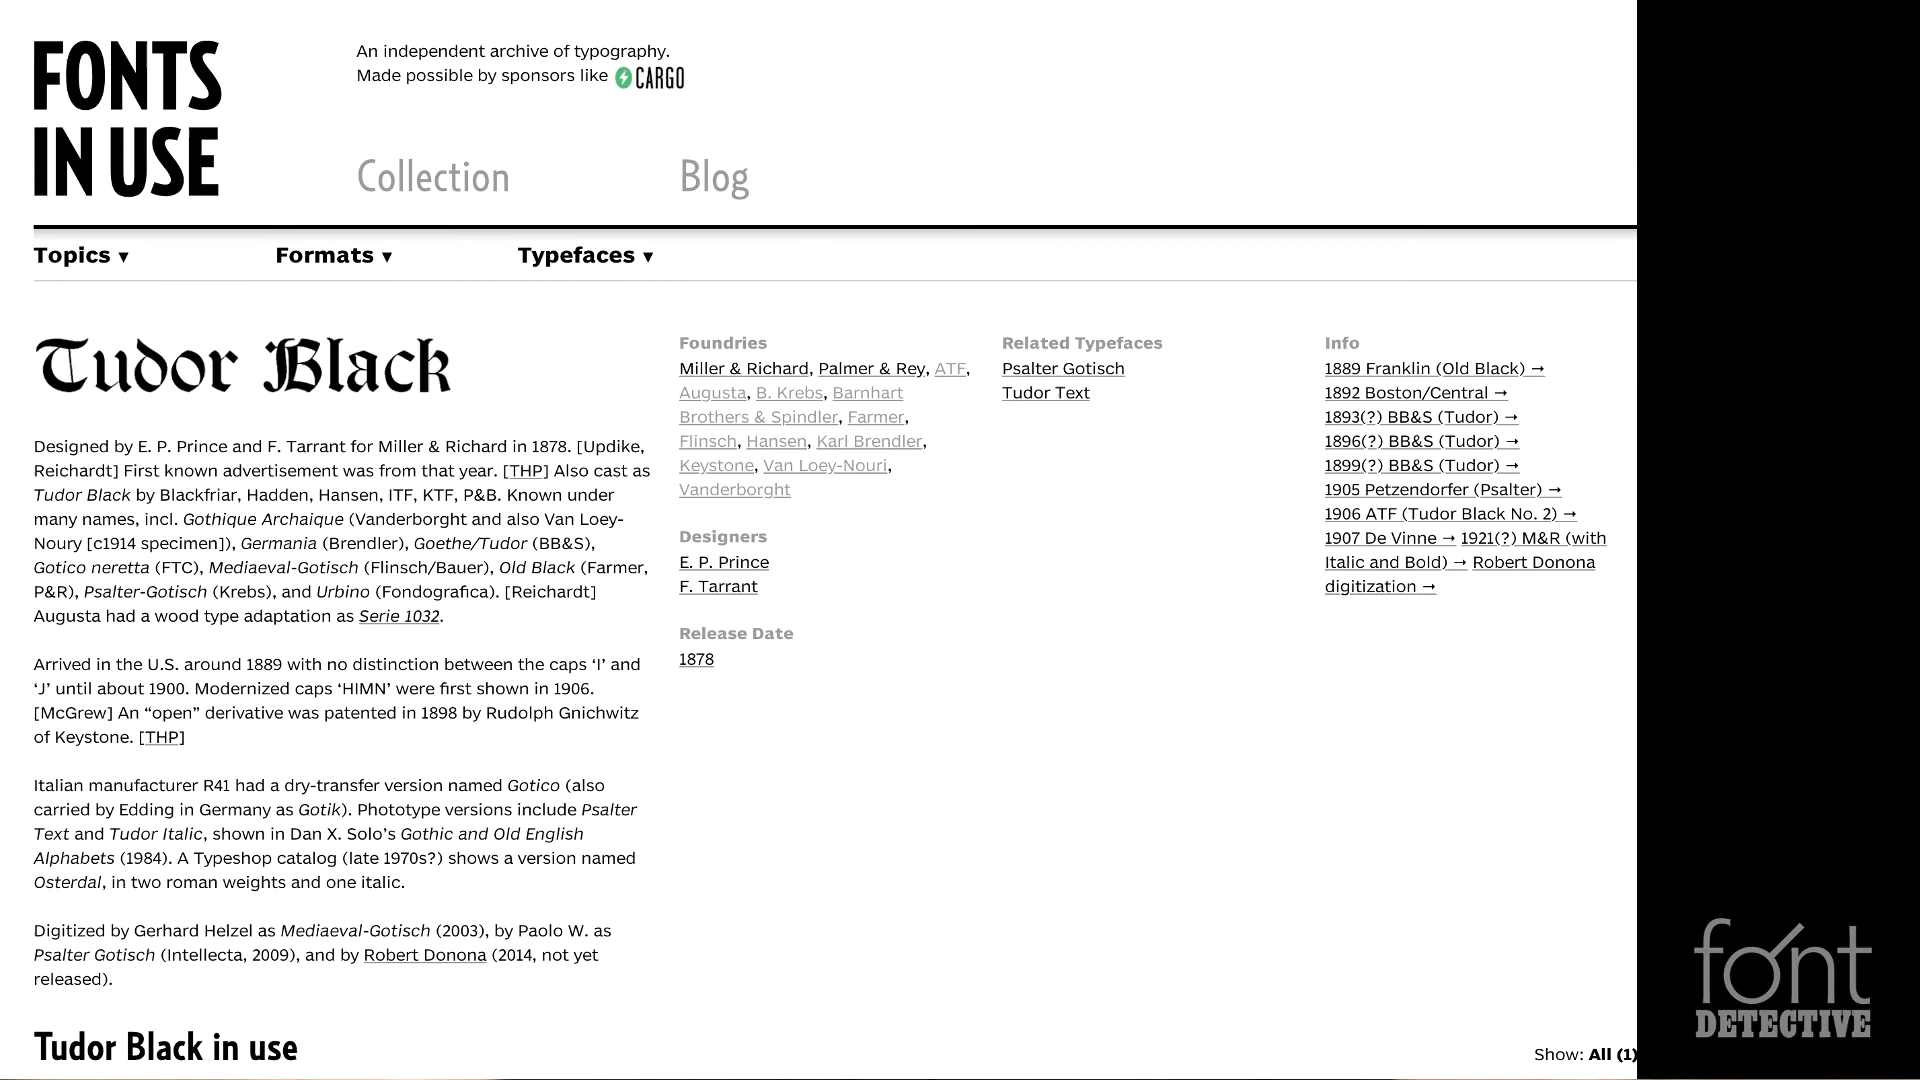 FONTS
IN USE
An independent archive of typography.
Made possible by sponsors like CARGO
Collection
Blog
Topics ▾
Formats ▾
Typefaces ▾
Tudor Black
Designed by E. P. Prince and F. Tarrant for Miller & Richard in 1878. [Updike,
Reichardt] First known advertisement was from that year. [THP] Also cast as
Tudor Black by Blackfriar, Hadden, Hansen, ITF, KTF, P&B. Known under
many names, incl. Gothique Archaique (Vanderborght and also Van Loey-
Noury [c1914 specimen]), Germania (Brendler), Goethe/Tudor (BB&S),
Gotico neretta (FTC), Mediaeval-Gotisch (Flinsch/Bauer), Old Black (Farmer,
P&R), Psalter-Gotisch (Krebs), and Urbino (Fondografica). [Reichardt]
Augusta had a wood type adaptation as Serie 1032.
Arrived in the U.S. around 1889 with no distinction between the caps ‘I’ and
‘J’ until about 1900. Modernized caps ‘HIMN’ were first shown in 1906.
[McGrew] An “open” derivative was patented in 1898 by Rudolph Gnichwitz
of Keystone. [THP]
Italian manufacturer R41 had a dry-transfer version named Gotico (also
carried by Edding in Germany as Gotik). Phototype versions include Psalter
Text and Tudor Italic, shown in Dan X. Solo’s Gothic and Old English
Alphabets (1984). A Typeshop catalog (late 1970s?) shows a version named
Osterdal, in two roman weights and one italic.
Digitized by Gerhard Helzel as Mediaeval-Gotisch (2003), by Paolo W. as
Psalter Gotisch (Intellecta, 2009), and by Robert Donona (2014, not yet
released).
Foundries
Miller & Richard, Palmer & Rey, ATF,
Augusta, B. Krebs, Barnhart
Brothers & Spindler, Farmer,
Flinsch, Hansen, Karl Brendler,
Keystone, Van Loey-Nouri,
Vanderborght
Designers
E. P. Prince
F. Tarrant
Release Date
1878
Related Typefaces
Psalter Gotisch
Tudor Text
Info
1889 Franklin (Old Black) →
1892 Boston/Central →
1893(?) BB&S (Tudor) →
1896(?) BB&S (Tudor) →
1899(?) BB&S (Tudor) →
1905 Petzendorfer (Psalter) →
1906 ATF (Tudor Black No. 2) →
1907 De Vinne → 1921(?) M&R (with
Italic and Bold) → Robert Donona
digitization →
Tudor Black in use
Show: All (1)
font
DETECTIVE